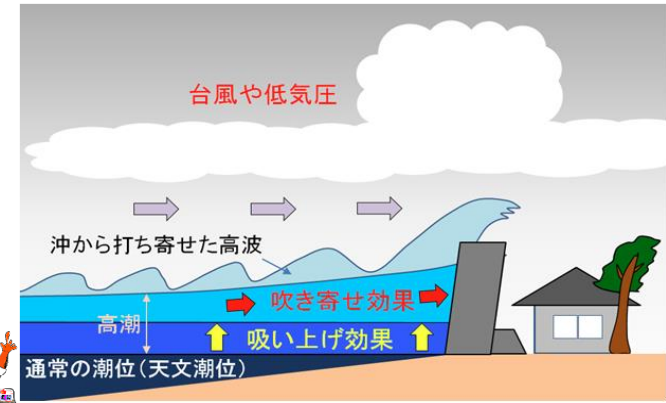 台風や低気圧
沖から打ち寄せた高波
吹き寄せ効果
高潮
吸い上げ効果
通常の潮位(天文潮位)